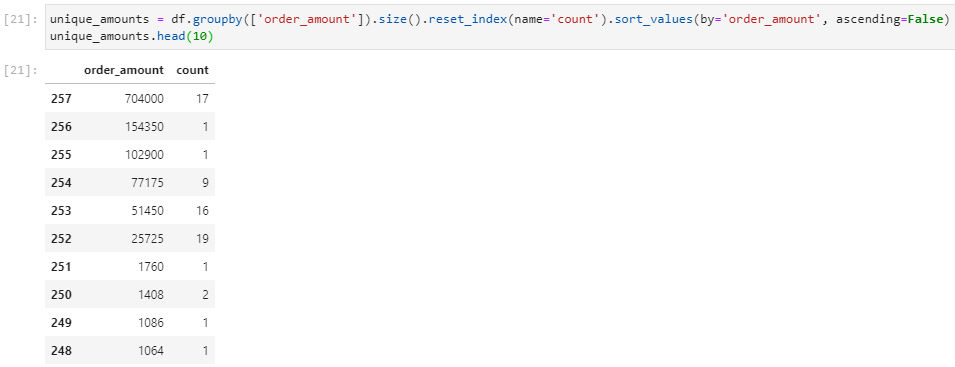 [21]: unique_amounts = df.groupby(['order_amount']).size().reset_index(name='count').sort_values(by='order_amount', ascending=False)
unique_amounts.head(10)
[21]:
order_amount count
257 704000 17
256 154350 1
255 102900 1
254 77175 9
253 51450 16
252 25725 19
251 1760 1
250 1408 2
249 1086 1
248 1064 1